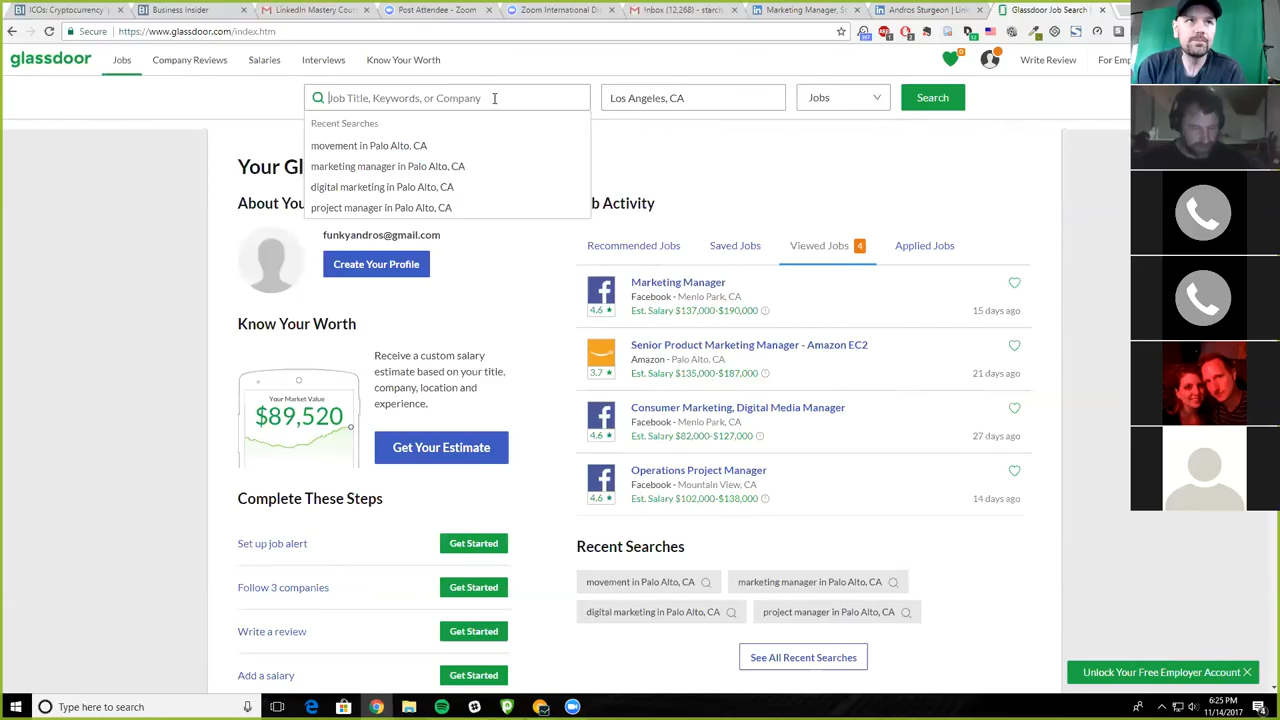 ICOs: Cryptocurrency
Business Insider
LinkedIn Mastery Cour
Post Attendee - Zoom
Zoom International Di
Inbox (12,268) - starch
Marketing Manager, S
Andros Sturgeon | Link
Glassdoor Job Search |
Secure
https://www.glassdoor.com/index.htm
glassdoor
Jobs
Company Reviews
Salaries
Interviews
Know Your Worth
Write Review
For Emp
Job Title, Keywords, or Company
Los Angeles, CA
Jobs
Search
Recent Searches
movement in Palo Alto, CA
marketing manager in Palo Alto, CA
digital marketing in Palo Alto, CA
project manager in Palo Alto, CA
Your Gl
About You
funkyandros@gmail.com
Create Your Profile
Know Your Worth
Receive a custom salary
estimate based on your title,
company, location and
experience.
Your Market Value
$89,520
Get Your Estimate
Complete These Steps
Set up job alert
Get Started
Follow 3 companies
Get Started
Write a review
Get Started
Add a salary
Get Started
b Activity
Recommended Jobs
Saved Jobs
Viewed Jobs 4
Applied Jobs
Marketing Manager
Facebook - Menlo Park, CA
4.6 ★
Est. Salary $137,000-$190,000
15 days ago
Senior Product Marketing Manager - Amazon EC2
Amazon - Palo Alto, CA
3.7 ★
Est. Salary $135,000-$187,000
21 days ago
Consumer Marketing, Digital Media Manager
Facebook - Menlo Park, CA
4.6 ★
Est. Salary $82,000-$127,000
27 days ago
Operations Project Manager
Facebook - Mountain View, CA
4.6 ★
Est. Salary $102,000-$138,000
14 days ago
Recent Searches
movement in Palo Alto, CA
marketing manager in Palo Alto, CA
digital marketing in Palo Alto, CA
project manager in Palo Alto, CA
See All Recent Searches
Unlock Your Free Employer Account
Type here to search
6:25 PM
11/14/2017